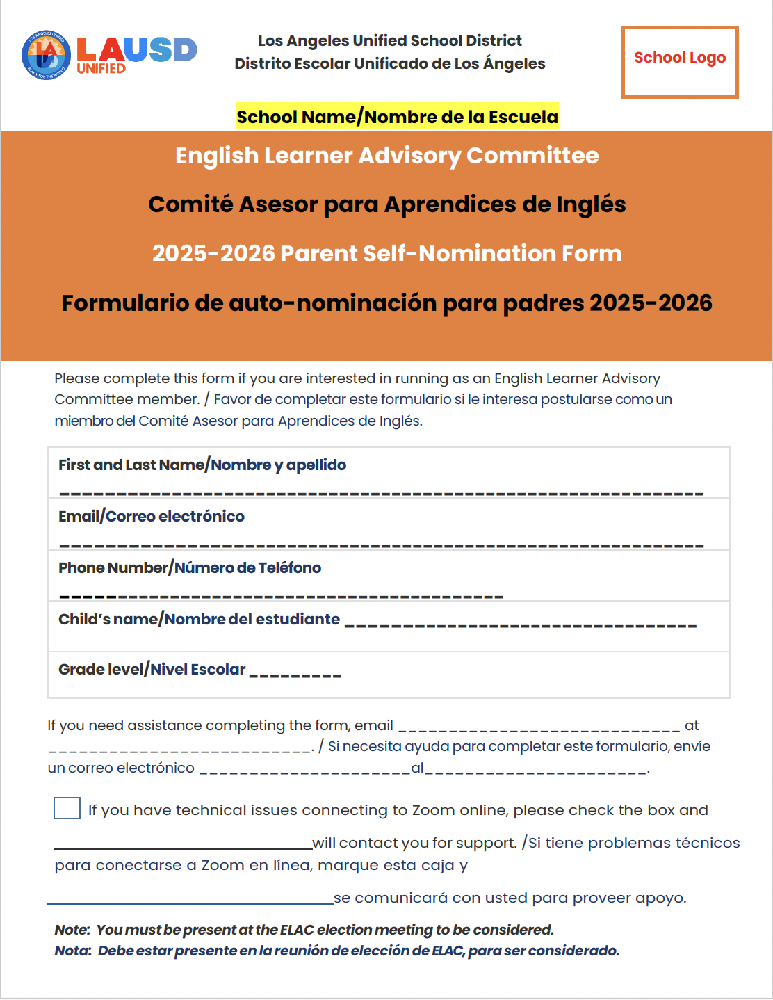 LOS ANGELES UNIFIED
LAUSD
READY FOR THE WORLD
LAUSD
UNIFIED
Los Angeles Unified School District
Distrito Escolar Unificado de Los Ángeles
School Logo
School Name/Nombre de la Escuela
English Learner Advisory Committee
Comité Asesor para Aprendices de Inglés
2025-2026 Parent Self-Nomination Form
Formulario de auto-nominación para padres 2025-2026
Please complete this form if you are interested in running as an English Learner Advisory
Committee member. / Favor de completar este formulario si le interesa postularse como un
miembro del Comité Asesor para Aprendices de Inglés.
First and Last Name/Nombre y apellido
_________________________________________________________
Email/Correo electrónico
_________________________________________________________
Phone Number/Número de Teléfono
__________________________________________
Child’s name/Nombre del estudiante ________________________________
Grade level/Nivel Escolar _________
If you need assistance completing the form, email ____________________________ at
__________________________. / Si necesita ayuda para completar este formulario, envíe
un correo electrónico _____________________al______________________.
If you have technical issues connecting to Zoom online, please check the box and
______________________________will contact you for support. /Si tiene problemas técnicos
para conectarse a Zoom en línea, marque esta caja y
_________________________________se comunicará con usted para proveer apoyo.
Note: You must be present at the ELAC election meeting to be considered.
Nota: Debe estar presente en la reunión de elección de ELAC, para ser considerado.